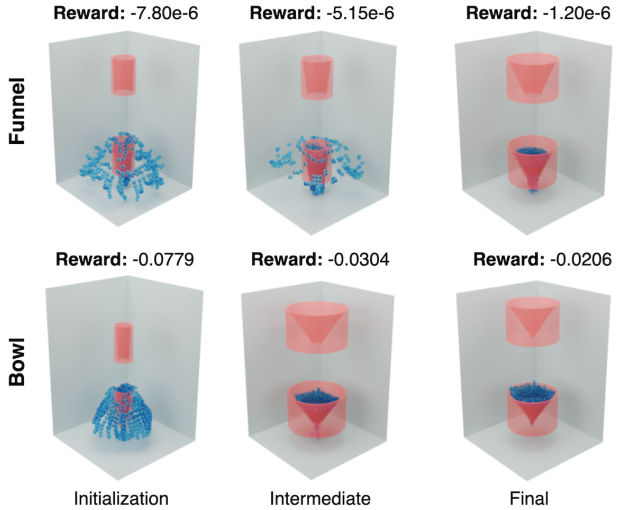 Reward: -7.80e-6
Reward: -5.15e-6
Reward: -1.20e-6
Funnel
Reward: -0.0779
Reward: -0.0304
Reward: -0.0206
Bowl
Initialization
Intermediate
Final